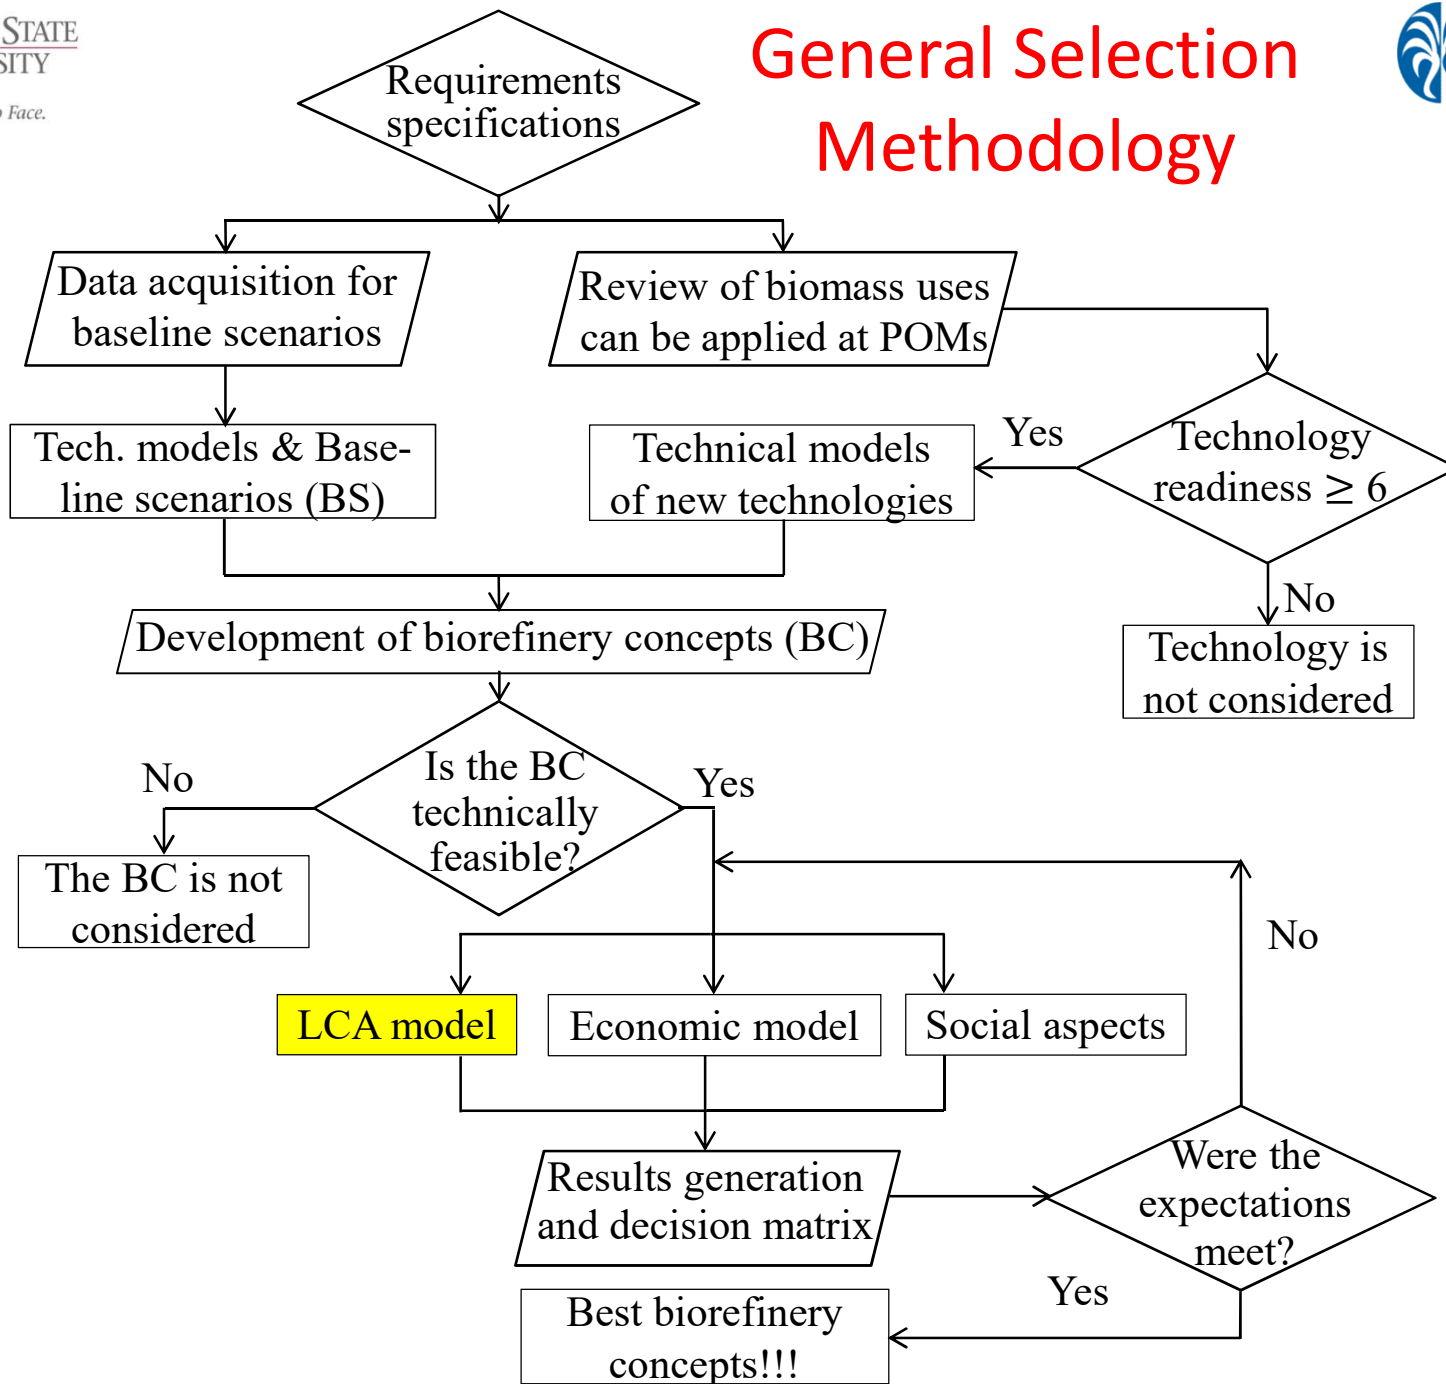 STATE
SITY
Face.
General Selection
Methodology
Requirements
specifications
Data acquisition for
baseline scenarios
Review of biomass uses
can be applied at POMs
Tech. models & Base-
line scenarios (BS)
Technical models
of new technologies
Yes
Technology
readiness ≥ 6
No
Technology is
not considered
Development of biorefinery concepts (BC)
No
Is the BC
technically
feasible?
Yes
The BC is not
considered
No
LCA model
Economic model
Social aspects
Results generation
and decision matrix
Were the
expectations
meet?
Yes
Best biorefinery
concepts!!!